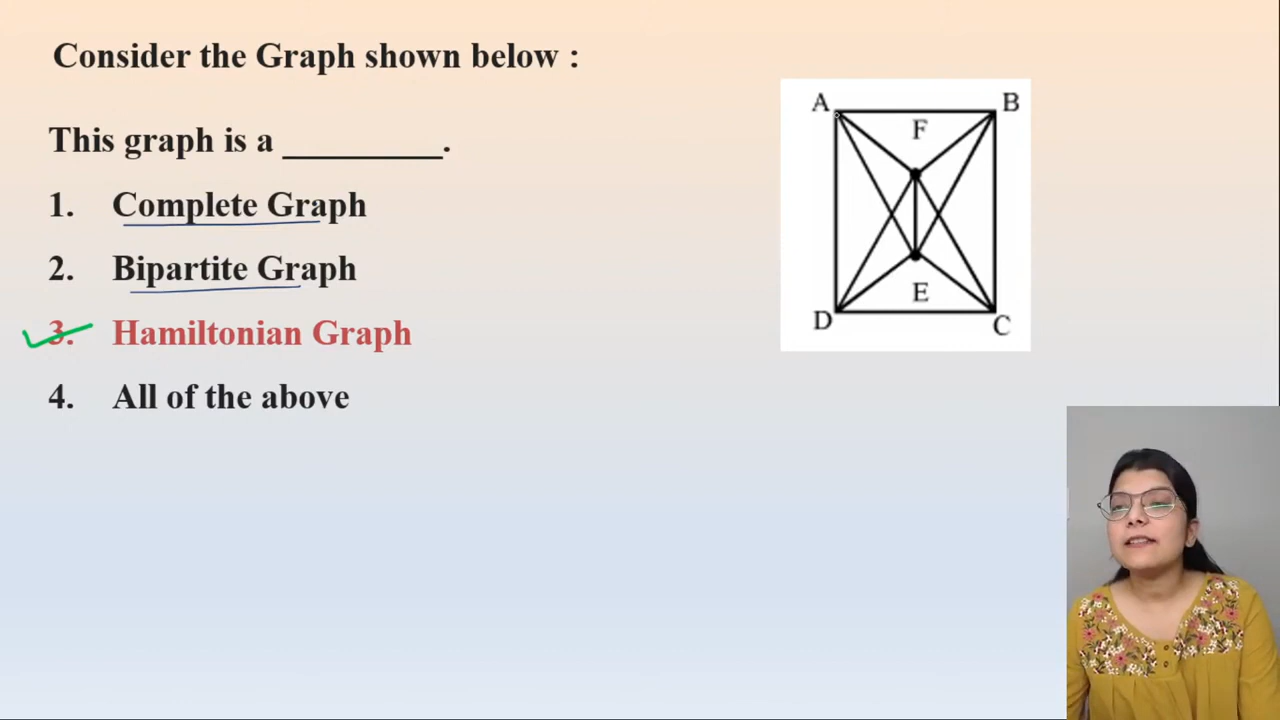 Consider the Graph shown below :
This graph is a _________.
1. Complete Graph
2. Bipartite Graph
3. Hamiltonian Graph
4. All of the above
A B
F
E
D C